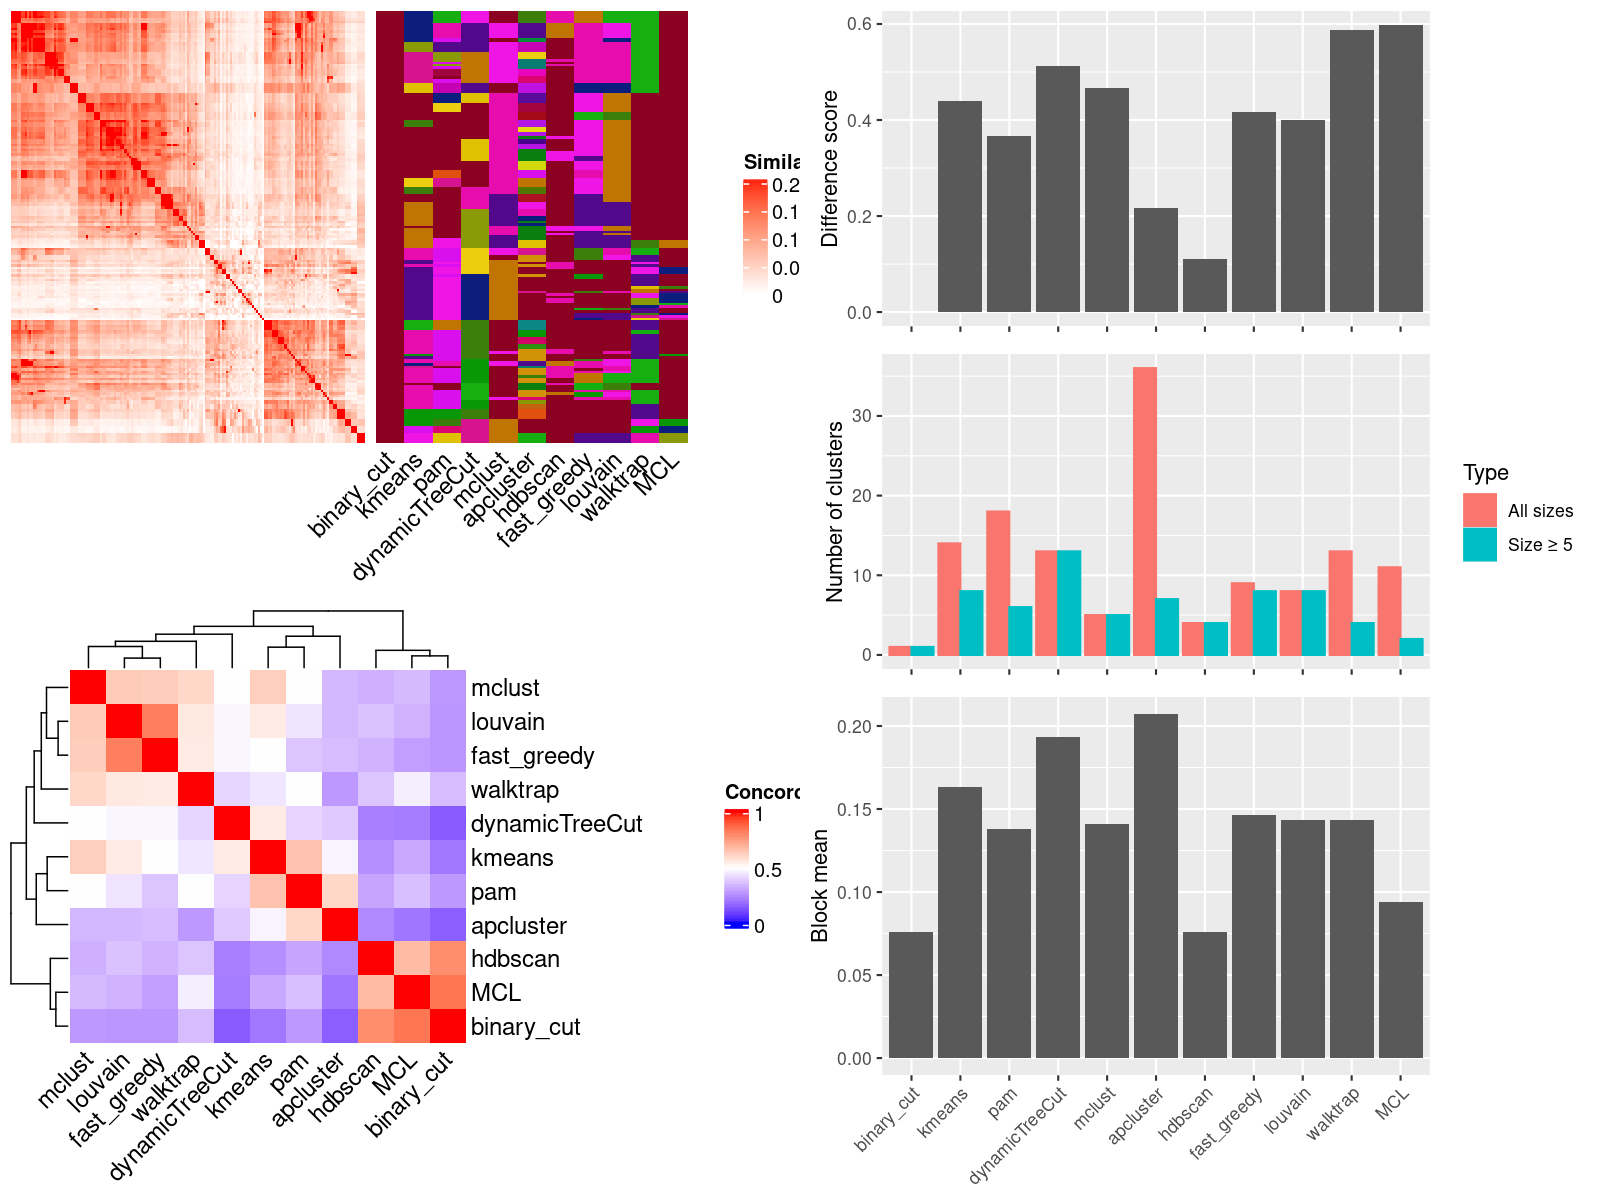 Simila
0.2
0.1
0.1
0.0
0
binary_cut
kmeans
pam
dynamicTreeCut
mclust
apcluster
hdbscan
fast_greedy
louvain
walktrap
MCL
mclust
louvain
fast_greedy
walktrap
dynamicTreeCut
kmeans
pam
apcluster
hdbscan
MCL
binary_cut
mclust
louvain
fast_greedy
walktrap
dynamicTreeCut
kmeans
pam
apcluster
hdbscan
MCL
binary_cut
Concord
1
0.5
0
Difference score
0.6
0.4
0.2
0.0
Number of clusters
30
20
10
0
Type
All sizes
Size ≥ 5
Block mean
0.20
0.15
0.10
0.05
0.00
binary_cut
kmeans
pam
dynamicTreeCut
mclust
apcluster
hdbscan
fast_greedy
louvain
walktrap
MCL